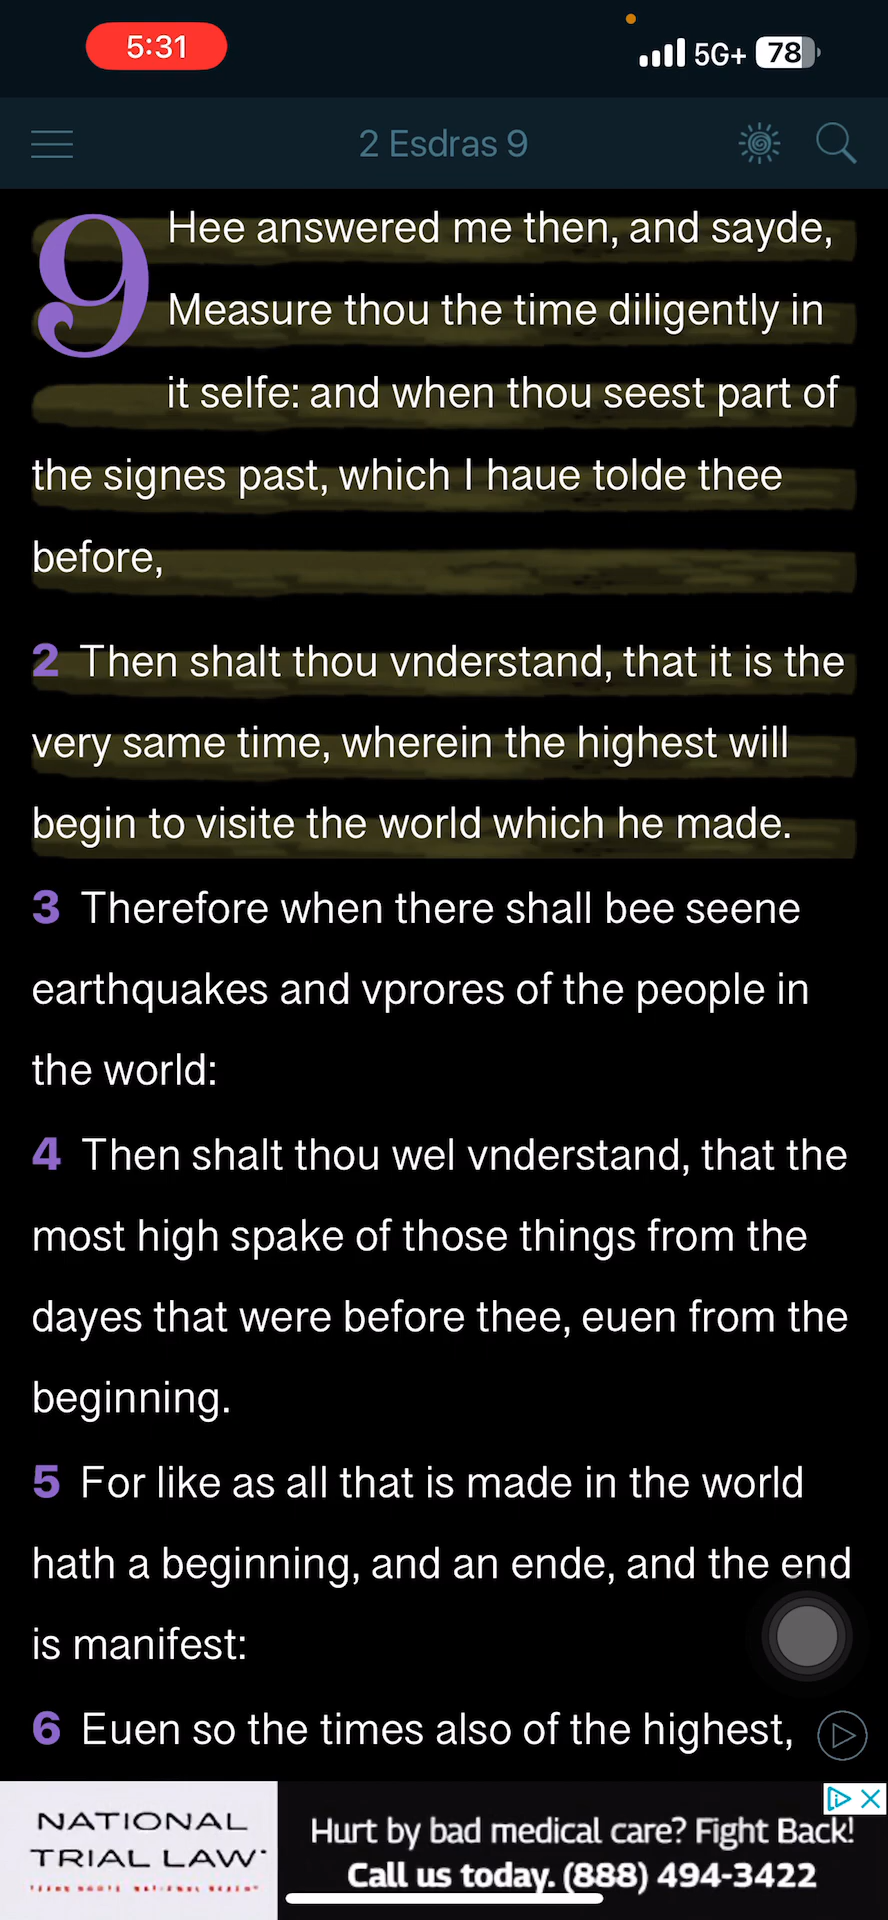 5:31
5G+ 78
2 Esdras 9
9 Hee answered me then, and sayde,
Measure thou the time diligently in
it selfe: and when thou seest part of
the signes past, which I haue tolde thee
before,
2 Then shalt thou vnderstand, that it is the
very same time, wherein the highest will
begin to visite the world which he made.
3 Therefore when there shall bee seene
earthquakes and vprores of the people in
the world:
4 Then shalt thou wel vnderstand, that the
most high spake of those things from the
dayes that were before thee, euen from the
beginning.
5 For like as all that is made in the world
hath a beginning, and an ende, and the end
is manifest:
6 Euen so the times also of the highest,
NATIONAL
TRIAL LAW
Hurt by bad medical care? Fight Back!
Call us today. (888) 494-3422